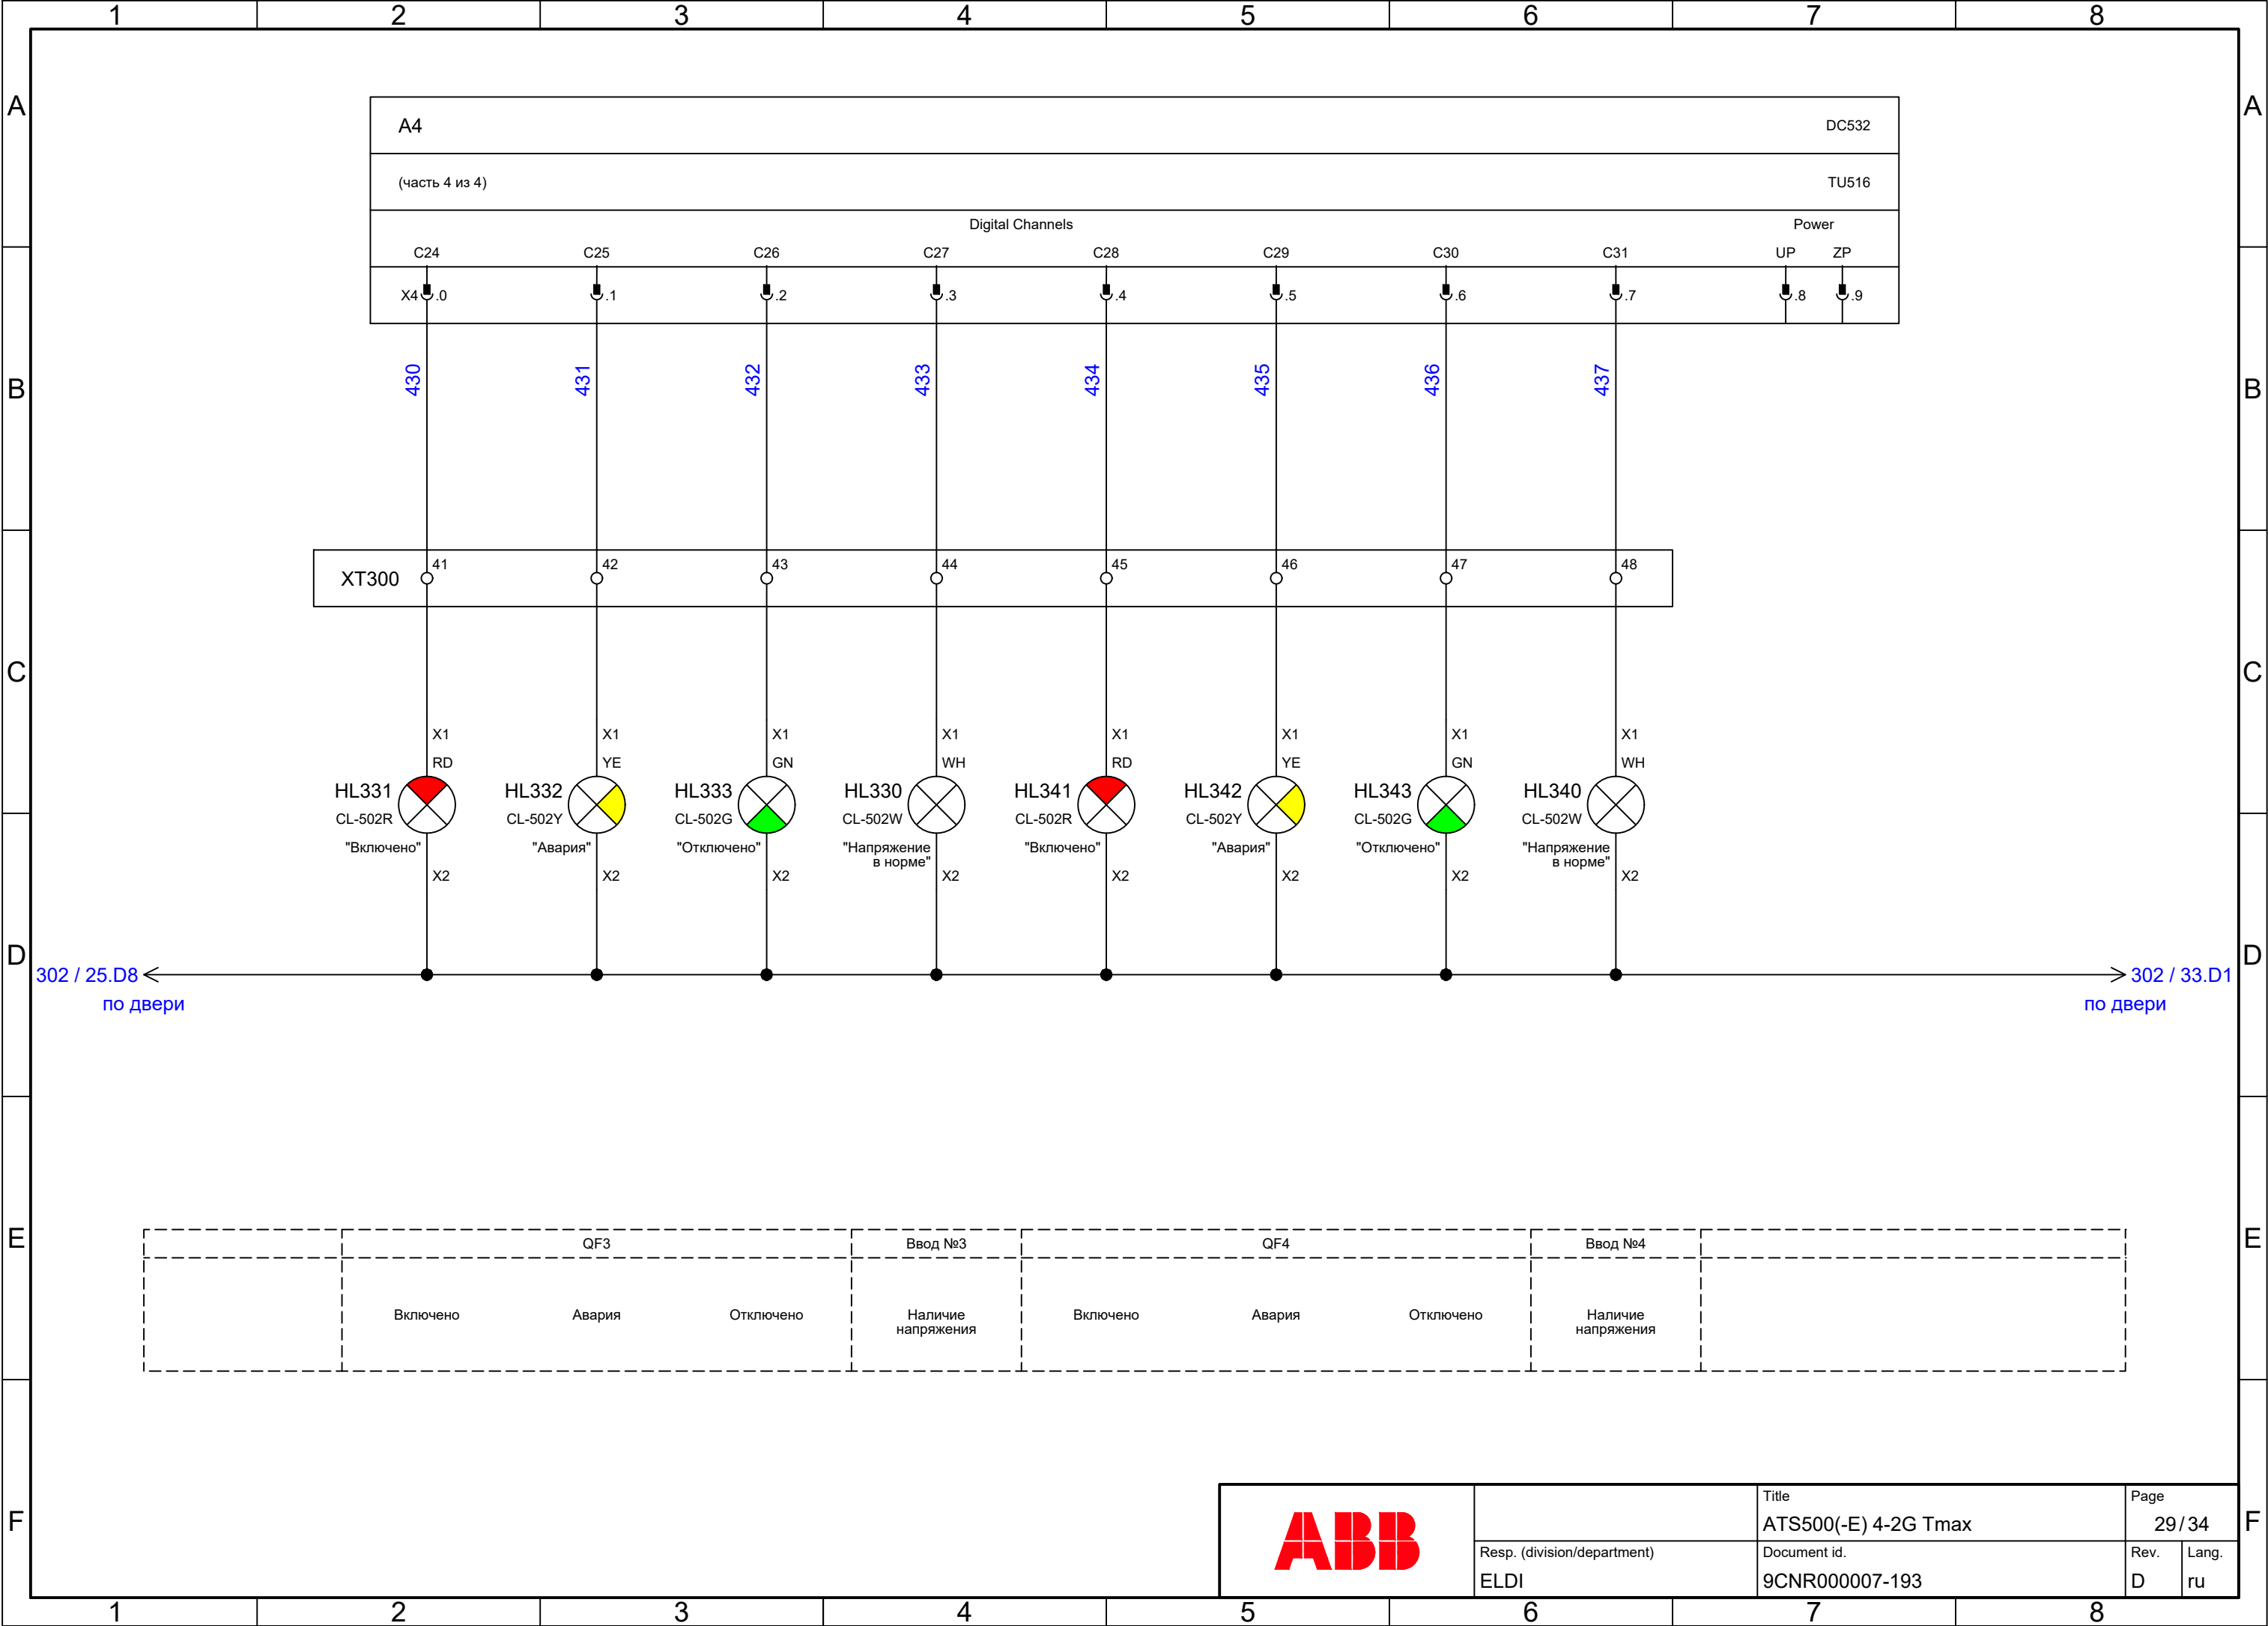 1 2 3 4 5 6 7 8
A A
A4 DC532
(часть 4 из 4) TU516
Digital Channels Power
C24 C25 C26 C27 C28 C29 C30 C31 UP ZP
X4 .0 .1 .2 .3 .4 .5 .6 .7 .8 .9
430 431 432 433 434 435 436 437
B B
XT300 41 42 43 44 45 46 47 48
C C
X1 X1 X1 X1 X1 X1 X1 X1
RD YE GN WH RD YE GN WH
HL331 HL332 HL333 HL330 HL341 HL342 HL343 HL340
CL-502R CL-502Y CL-502G CL-502W CL-502R CL-502Y CL-502G CL-502W
"Включено" "Авария" "Отключено" "Напряжение "Включено" "Авария" "Отключено" "Напряжение
в норме" в норме"
X2 X2 X2 X2 X2 X2 X2 X2
D D
302 / 25.D8 302 / 33.D1
по двери по двери
E E
QF3 Ввод №3 QF4 Ввод №4
Включено Авария Отключено Наличие Включено Авария Отключено Наличие
напряжения напряжения
F F
ABB
Title
ATS500(-E) 4-2G Tmax
Page
29/34
Resp. (division/department)
ELDI
Document id.
9CNR000007-193
Rev.
D
Lang.
ru
1 2 3 4 5 6 7 8